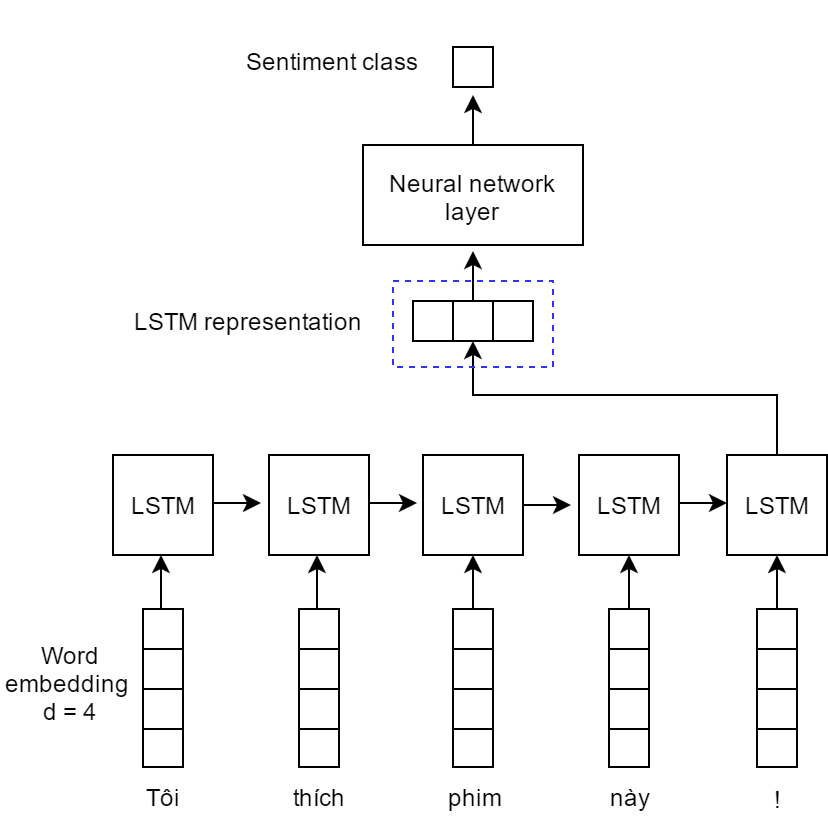 Sentiment class
Neural network
layer
LSTM representation
LSTM LSTM LSTM LSTM LSTM
Word
embedding
d = 4
Tôi thích phim này !